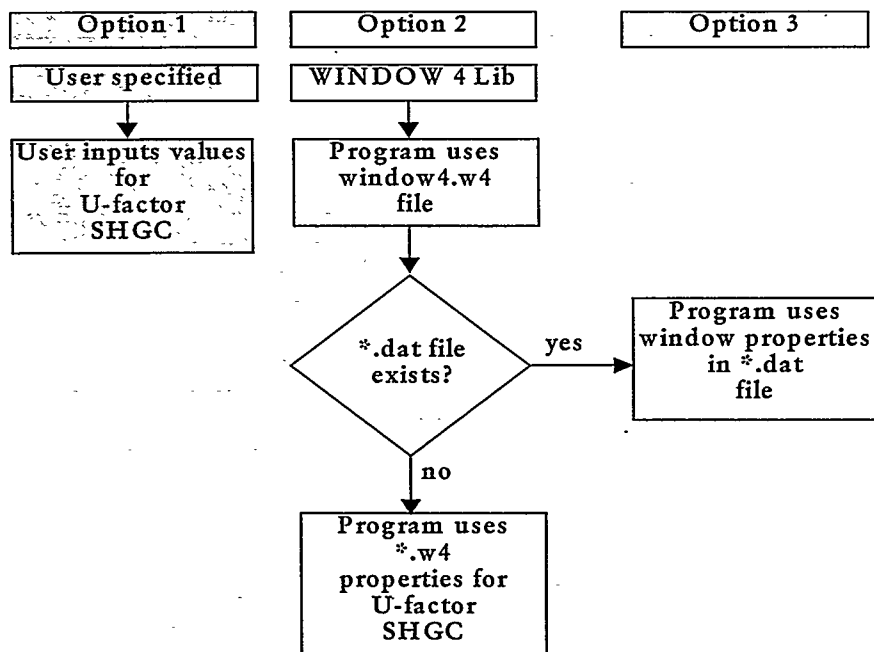 Option 1
Option 2
Option 3
User specified
WINDOW 4 Lib
User inputs values
for
U-factor
SHGC
Program uses
window4.w4
file
*.dat file
exists?
yes
Program uses
window properties
in *.dat
file
no
Program uses
*.w4
properties for
U-factor
SHGC